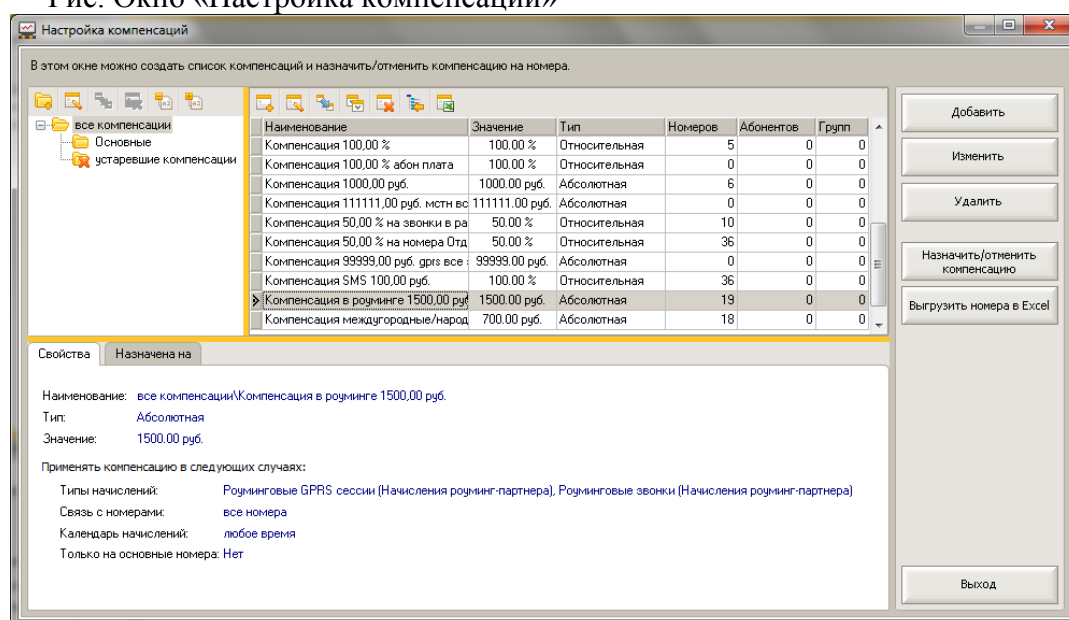 Рис. Окно «Настройка компенсаций»
Настройка компенсаций
В этом окне можно создать список компенсаций и назначить/отменить компенсацию на номера.
все компенсации
Основные
устаревшие компенсации
Наименование Значение Тип Номеров Абонентов Групп
Компенсация 100,00 % 100.00 % Относительная 5 0 0
Компенсация 100,00 % абон плата 100.00 % Относительная 0 0 0
Компенсация 1000,00 руб. 1000.00 руб. Абсолютная 6 0 0
Компенсация 111111,00 руб. мстн вс 111111.00 руб. Абсолютная 0 0 0
Компенсация 50,00 % на звонки в ра 50.00 % Относительная 10 0 0
Компенсация 50,00 % на номера Отд 50.00 % Относительная 36 0 0
Компенсация 99999,00 руб. gprs все 99999.00 руб. Абсолютная 0 0 0
Компенсация SMS 100,00 руб. 100.00 % Относительная 36 0 0
Компенсация в роуминге 1500,00 руб 1500.00 руб. Абсолютная 19 0 0
Компенсация междугородные/народ 700.00 руб. Абсолютная 18 0 0
Добавить
Изменить
Удалить
Назначить/отменить
компенсацию
Выгрузить номера в Excel
Свойства Назначена на
Наименование: все компенсации\Компенсация в роуминге 1500,00 руб.
Тип: Абсолютная
Значение: 1500.00 руб.
Применять компенсацию в следующих случаях:
Типы начислений: Роуминговые GPRS сессии (Начисления роуминг-партнера), Роуминговые звонки (Начисления роуминг-партнера)
Связь с номерами: все номера
Календарь начислений: любое время
Только на основные номера: Нет
Выход